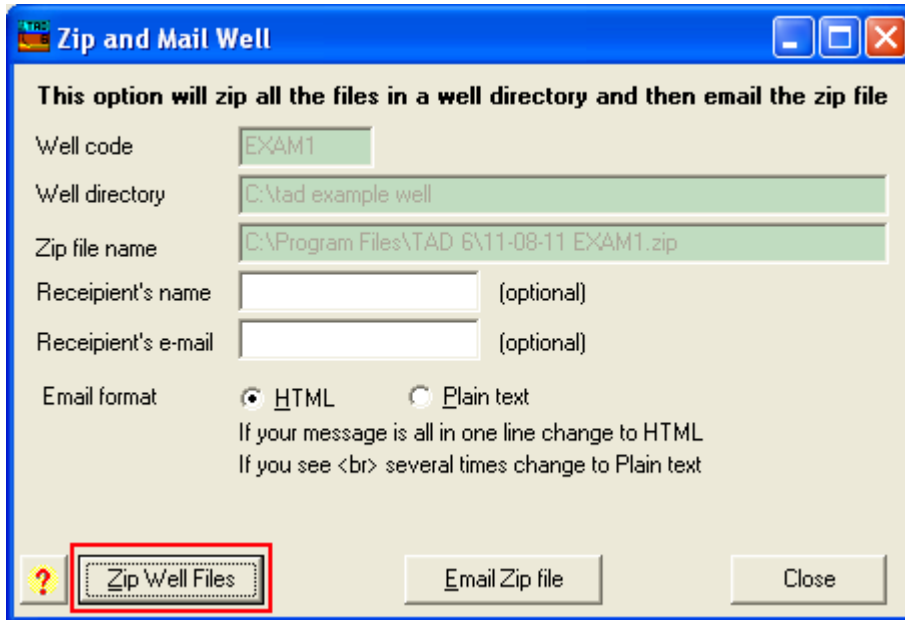 Zip and Mail Well
This option will zip all the files in a well directory and then email the zip file
Well code EXAM1
Well directory C:\tad example well
Zip file name C:\Program Files\TAD 6\11-08-11 EXAM1.zip
Receipient's name (optional)
Receipient's e-mail (optional)
Email format HTML Plain text
If your message is all in one line change to HTML
If you see <br> several times change to Plain text
? Zip Well Files Email Zip file Close